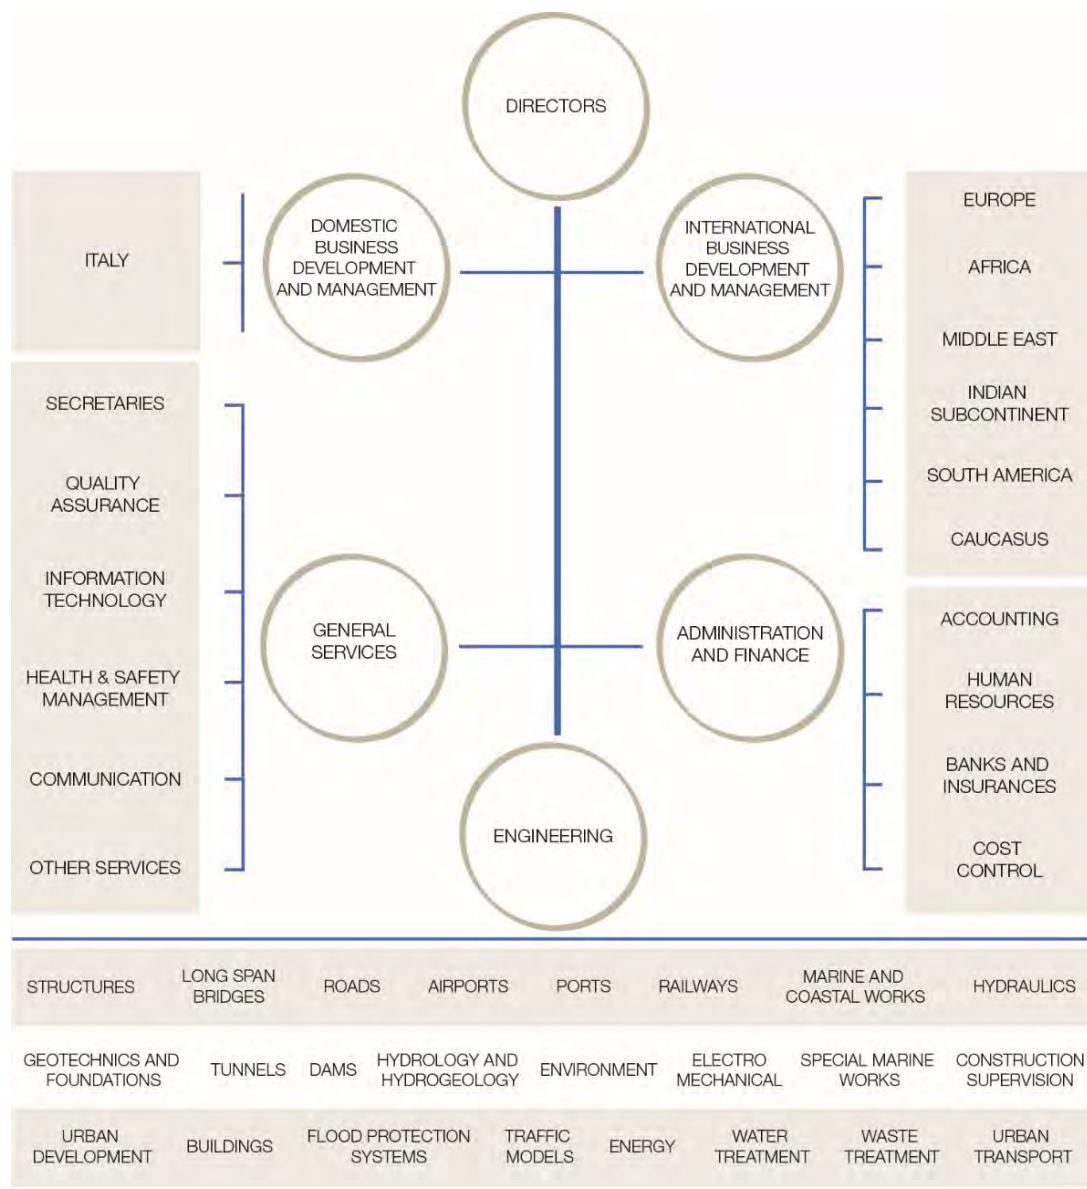 DIRECTORS
DOMESTIC
BUSINESS
DEVELOPMENT
AND MANAGEMENT
INTERNATIONAL
BUSINESS
DEVELOPMENT
AND MANAGEMENT
ITALY
EUROPE
AFRICA
MIDDLE EAST
INDIAN
SUBCONTINENT
SOUTH AMERICA
CAUCASUS
SECRETARIES
QUALITY
ASSURANCE
INFORMATION
TECHNOLOGY
HEALTH & SAFETY
MANAGEMENT
COMMUNICATION
OTHER SERVICES
GENERAL
SERVICES
ADMINISTRATION
AND FINANCE
ACCOUNTING
HUMAN
RESOURCES
BANKS AND
INSURANCES
COST
CONTROL
ENGINEERING
STRUCTURES
LONG SPAN
BRIDGES
ROADS
AIRPORTS
PORTS
RAILWAYS
MARINE AND
COASTAL WORKS
HYDRAULICS
GEOTECHNICS AND
FOUNDATIONS
TUNNELS
DAMS
HYDROLOGY AND
HYDROGEOLOGY
ENVIRONMENT
ELECTRO
MECHANICAL
SPECIAL MARINE
WORKS
CONSTRUCTION
SUPERVISION
URBAN
DEVELOPMENT
BUILDINGS
FLOOD PROTECTION
SYSTEMS
TRAFFIC
MODELS
ENERGY
WATER
TREATMENT
WASTE
TREATMENT
URBAN
TRANSPORT